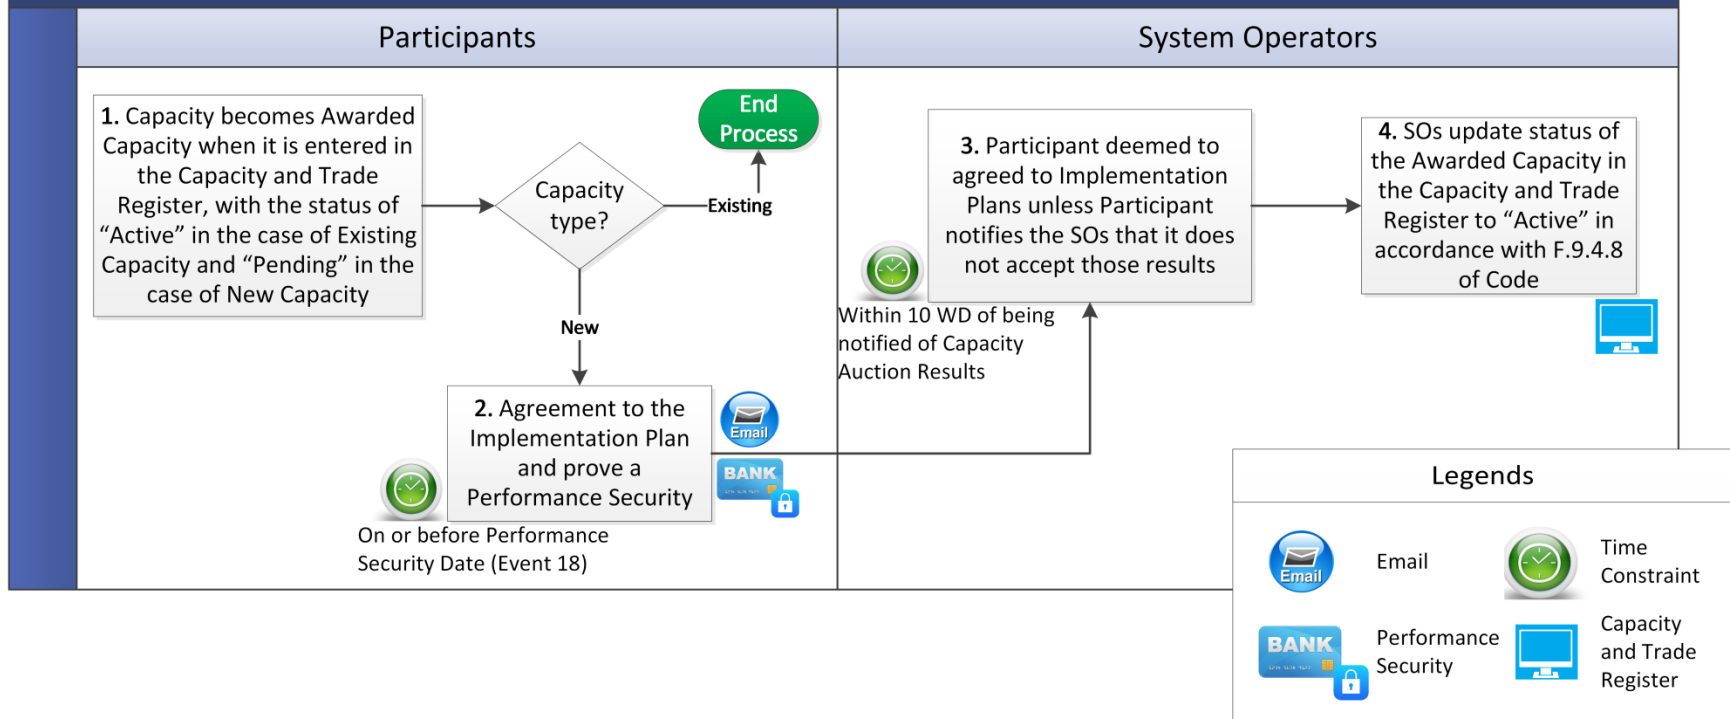 Participants
System Operators
1. Capacity becomes Awarded
Capacity when it is entered in
the Capacity and Trade
Register, with the status of
“Active” in the case of Existing
Capacity and “Pending” in the
case of New Capacity
Capacity
type?
End
Process
Existing
New
2. Agreement to the
Implementation Plan
and prove a
Performance Security
Email
BANK
On or before Performance
Security Date (Event 18)
3. Participant deemed to
agreed to Implementation
Plans unless Participant
notifies the SOs that it does
not accept those results
Within 10 WD of being
notified of Capacity
Auction Results
4. SOs update status of
the Awarded Capacity in
the Capacity and Trade
Register to “Active” in
accordance with F.9.4.8
of Code
Legends
Email
Email
Time
Constraint
BANK
Performance
Security
Capacity
and Trade
Register